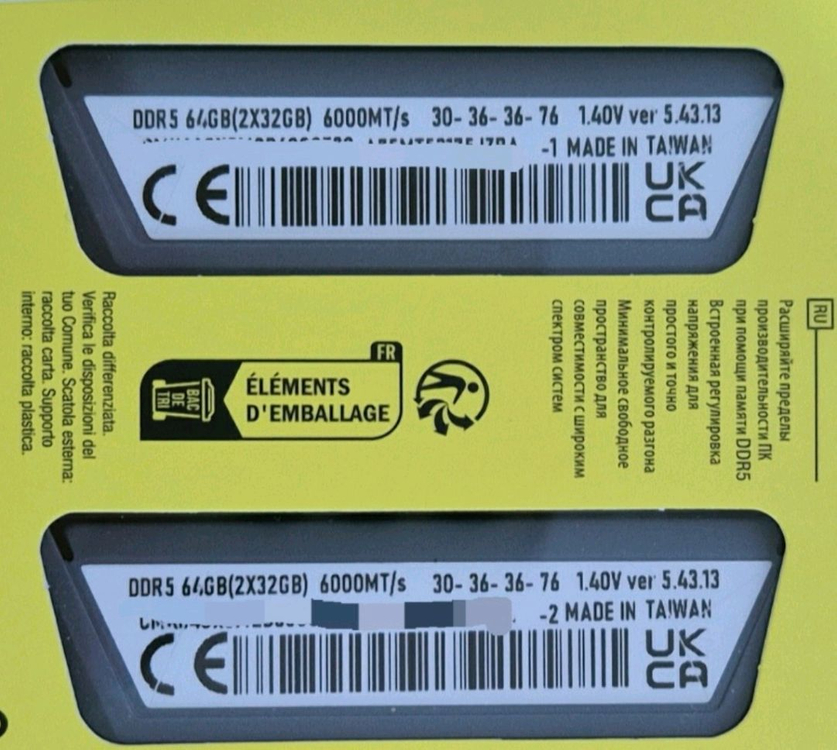 DDR5 64GB(2X32GB) 6000MT/s 30-36-36-76 1.40V ver 5.43.13
-1 MADE IN TAIWAN
CE
UK
CA
RU
Расширяйте пределы
производительности ПК
при помощи памяти DDR5
Встроенная регулировка
напряжения для
простого и точно
контролируемого разгона
Минимальное свободное
пространство для
совместимости с широким
спектром систем
FR
ÉLÉMENTS
D'EMBALLAGE
BAC
DE
TRI
Raccolta differenziata.
Verifica le disposizioni del
tuo Comune. Scatola esterna:
raccolta carta. Supporto
interno: raccolta plastica.
DDR5 64GB(2X32GB) 6000MT/s 30-36-36-76 1.40V ver 5.43.13
-2 MADE IN TAIWAN
CE
UK
CA